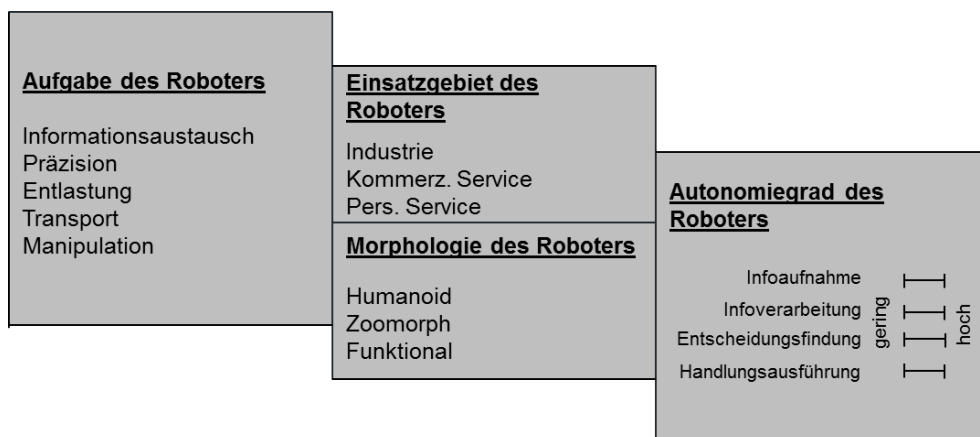 Aufgabe des Roboters
Informationsaustausch
Präzision
Entlastung
Transport
Manipulation
Einsatzgebiet des
Roboters
Industrie
Kommerz. Service
Pers. Service
Morphologie des Roboters
Humanoid
Zoomorph
Funktional
Autonomiegrad des
Roboters
Infoaufnahme
Infoverarbeitung
Entscheidungsfindung
Handlungsausführung
gering
hoch